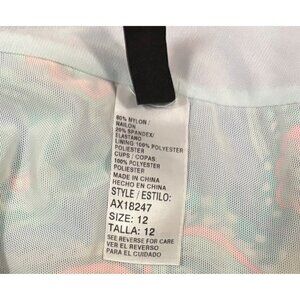 80% NYLON /
NAILON
20% SPANDEX/
ELASTANO
LINING 100% POLYESTER
POLIESTER
CUPS / COPAS
100% POLYESTER
POLIESTER
MADE IN CHINA
HECHO EN CHINA
STYLE / ESTILO:
AX18247
SIZE: 12
TALLA: 12
SEE REVERSE FOR CARE
VER EL REVERSO
PARA EL CUIDADO